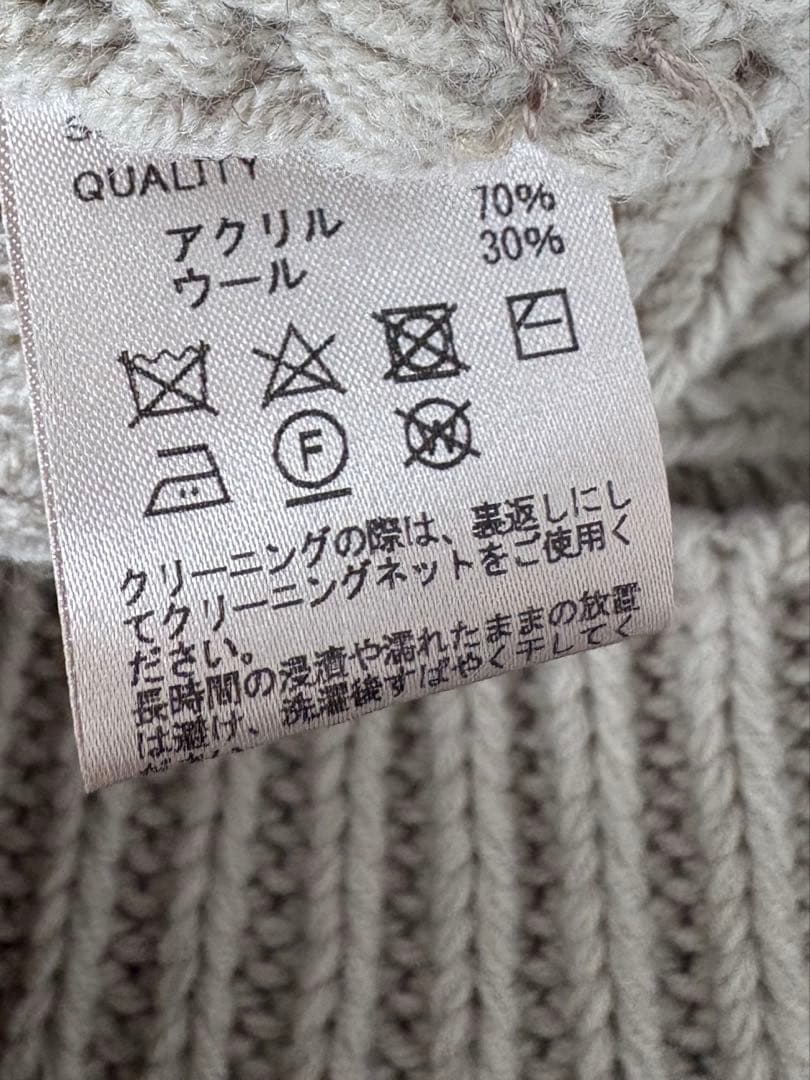 QUALITY
アクリル 70%
ウール 30%
F
W
クリーニングの際は、裏返しにし
てクリーニングネットをご使用く
ださい。
長時間の浸漬や濡れたままの放置
は避け、洗濯後すばやく干してく